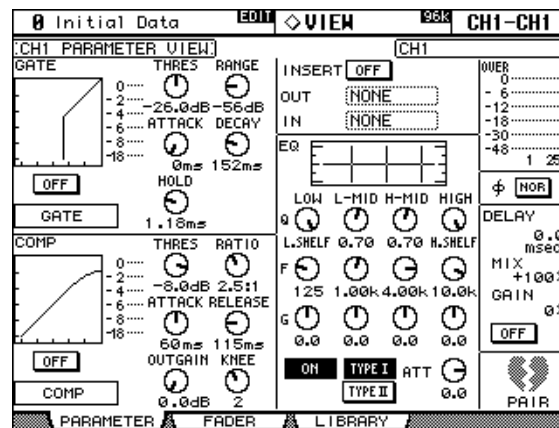 0 Initial Data EDIT ◇VIEW 96K CH1-CH1
CH1 PARAMETER VIEW CH1
GATE THRES RANGE
0
-2
-4
-6
-8
-18
-26.0dB -56dB
ATTACK DECAY
0ms 152ms
HOLD
1.18ms
OFF
GATE
INSERT OFF
OUT NONE
IN NONE
OVER
0
-6
-12
-18
-30
-48
1 25
EQ
LOW L-MID H-MID HIGH
Q
L.SHELF 0.70 0.70 H.SHELF
F
125 1.00k 4.00k 10.0k
G
0.0 0.0 0.0 0.0
ON TYPE I ATT
TYPE II 0.0
φ NOR
DELAY
0.0
msec
MIX
+100%
GAIN
0%
OFF
PAIR
COMP THRES RATIO
0
-2
-4
-6
-8
-18
-8.0dB 2.5:1
ATTACK RELEASE
60ms 115ms
OUTGAIN KNEE
0.0dB 2
OFF
COMP
PARAMETER FADER LIBRARY